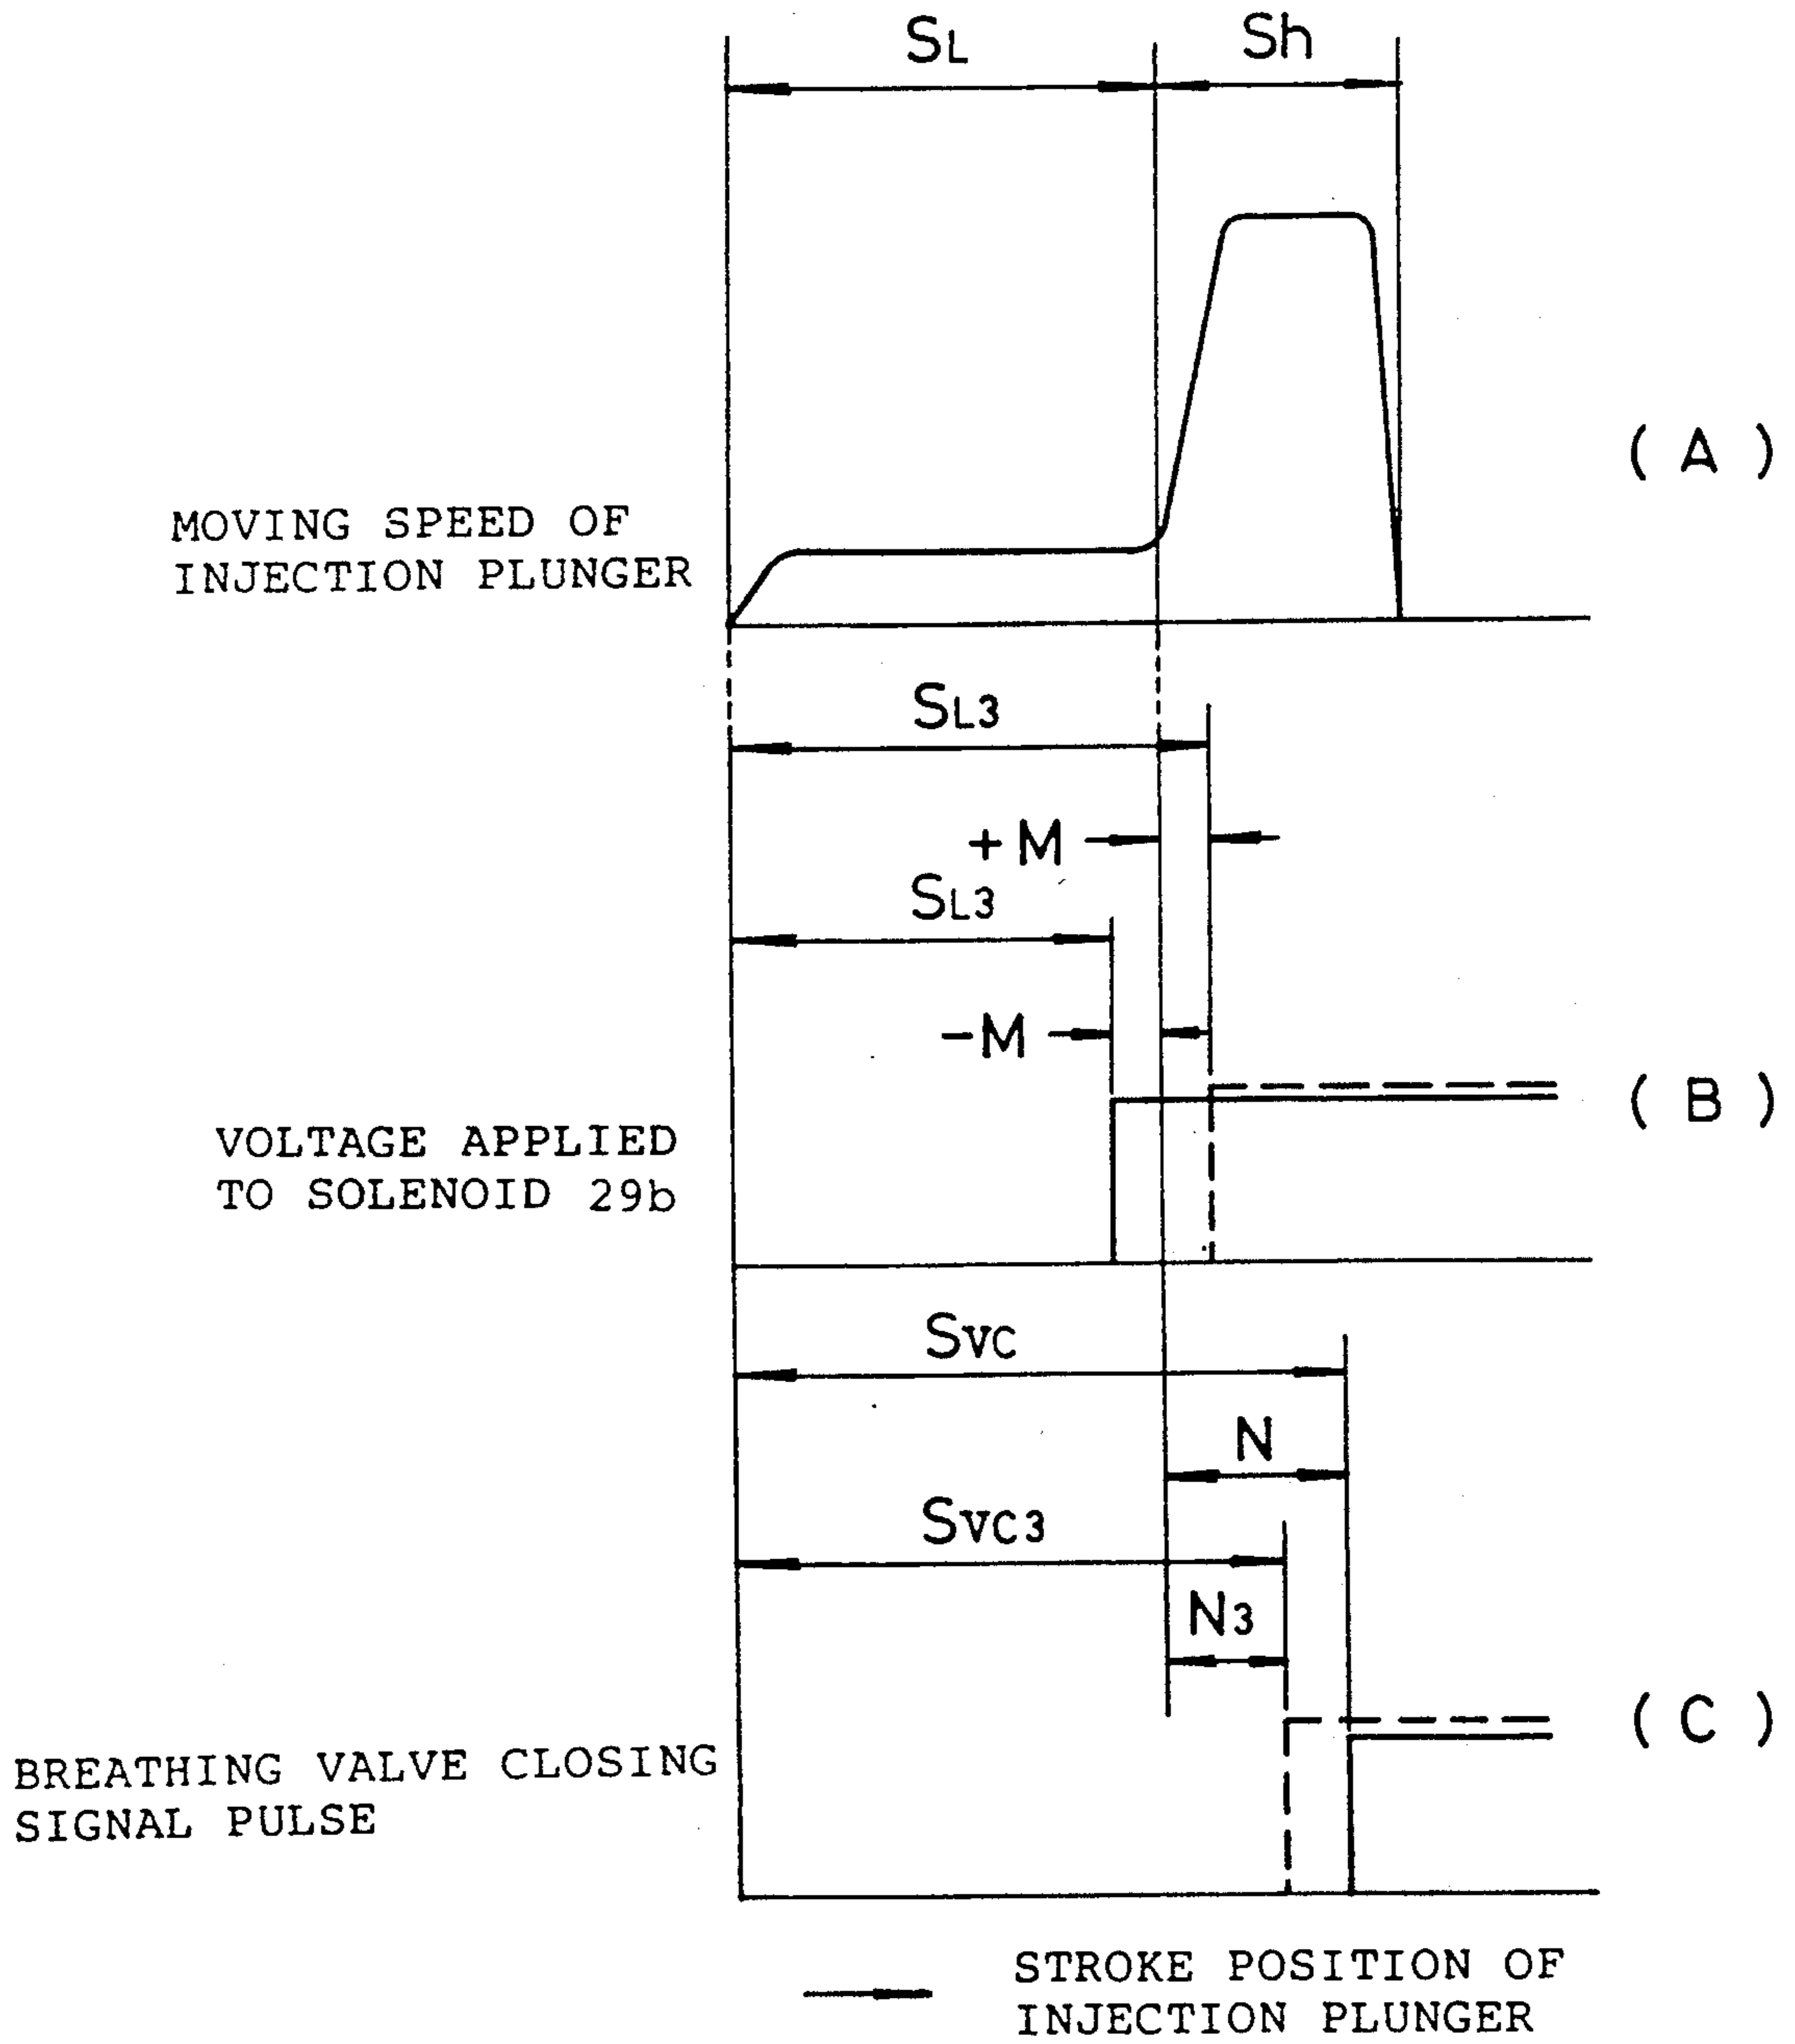 SL
Sh
( A )
MOVING SPEED OF
INJECTION PLUNGER
SL3
+M
SL3
-M
( B )
VOLTAGE APPLIED
TO SOLENOID 29b
SVC
N
SVC3
N3
( C )
BREATHING VALVE CLOSING
SIGNAL PULSE
STROKE POSITION OF
INJECTION PLUNGER